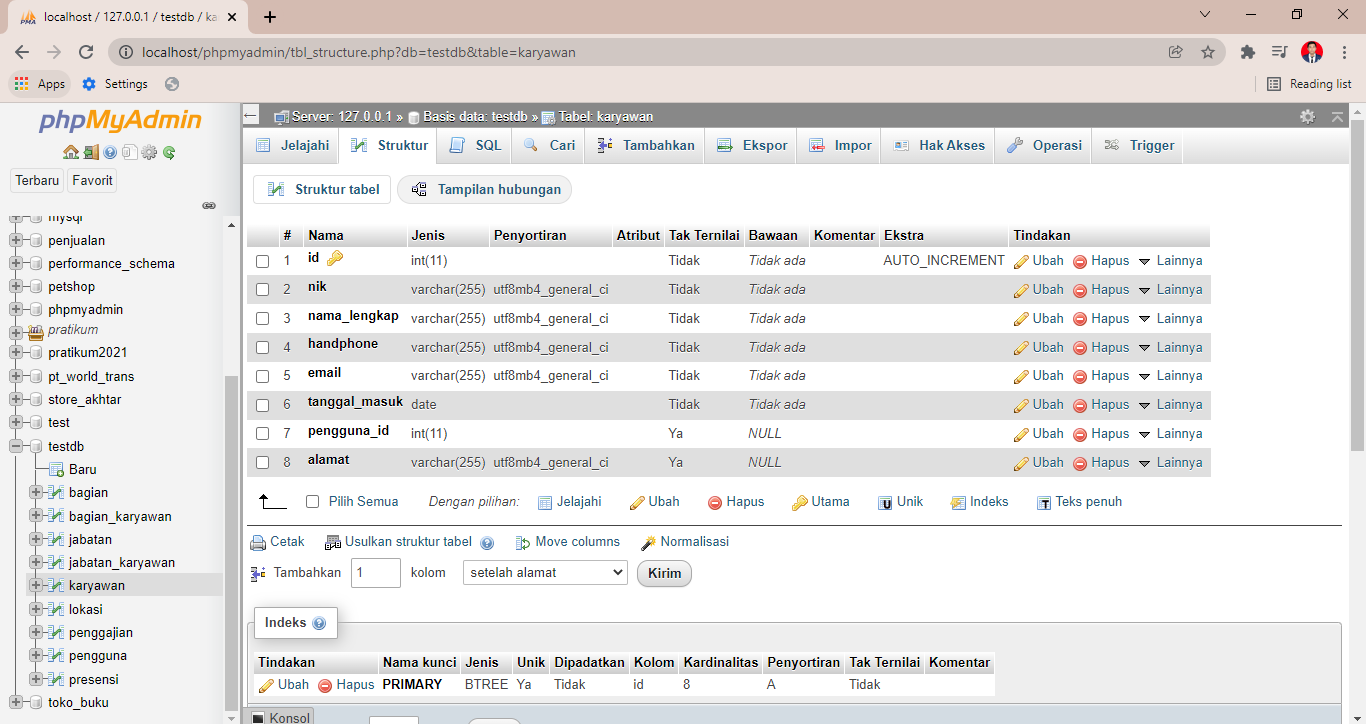 localhost / 127.0.0.1 / testdb / ka
localhost/phpmyadmin/tbl_structure.php?db=testdb&table=karyawan
Apps Settings Reading list
phpMyAdmin
Terbaru Favorit
mysql
penjualan
performance_schema
petshop
phpmyadmin
pratikum
pratikum2021
pt_world_trans
store_akhtar
test
testdb
Baru
bagian
bagian_karyawan
jabatan
jabatan_karyawan
karyawan
lokasi
penggajian
pengguna
presensi
toko_buku
Server: 127.0.0.1 » Basis data: testdb » Tabel: karyawan
Jelajahi Struktur SQL Cari Tambahkan Ekspor Impor Hak Akses Operasi Trigger
Struktur tabel Tampilan hubungan
# Nama Jenis Penyortiran Atribut Tak Ternilai Bawaan Komentar Ekstra Tindakan
1 id int(11) Tidak Tidak ada AUTO_INCREMENT Ubah Hapus Lainnya
2 nik varchar(255) utf8mb4_general_ci Tidak Tidak ada Ubah Hapus Lainnya
3 nama_lengkap varchar(255) utf8mb4_general_ci Tidak Tidak ada Ubah Hapus Lainnya
4 handphone varchar(255) utf8mb4_general_ci Tidak Tidak ada Ubah Hapus Lainnya
5 email varchar(255) utf8mb4_general_ci Tidak Tidak ada Ubah Hapus Lainnya
6 tanggal_masuk date Tidak Tidak ada Ubah Hapus Lainnya
7 pengguna_id int(11) Ya NULL Ubah Hapus Lainnya
8 alamat varchar(255) utf8mb4_general_ci Ya NULL Ubah Hapus Lainnya
Pilih Semua Dengan pilihan: Jelajahi Ubah Hapus Utama Unik Indeks Teks penuh
Cetak Usulkan struktur tabel Move columns Normalisasi
Tambahkan 1 kolom setelah alamat Kirim
Indeks
Tindakan Nama kunci Jenis Unik Dipadatkan Kolom Kardinalitas Penyortiran Tak Ternilai Komentar
Ubah Hapus PRIMARY BTREE Ya Tidak id 8 A Tidak
Konsol